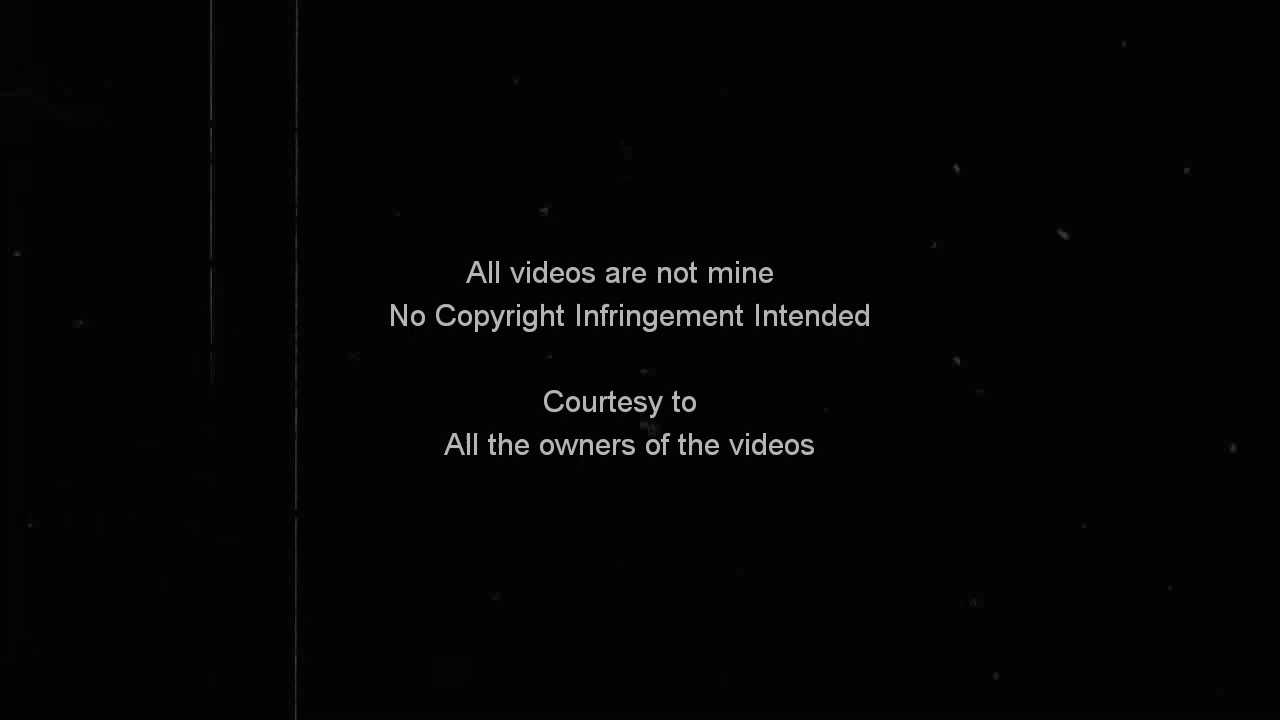 All videos are not mine
No Copyright Infringement Intended
Courtesy to
All the owners of the videos